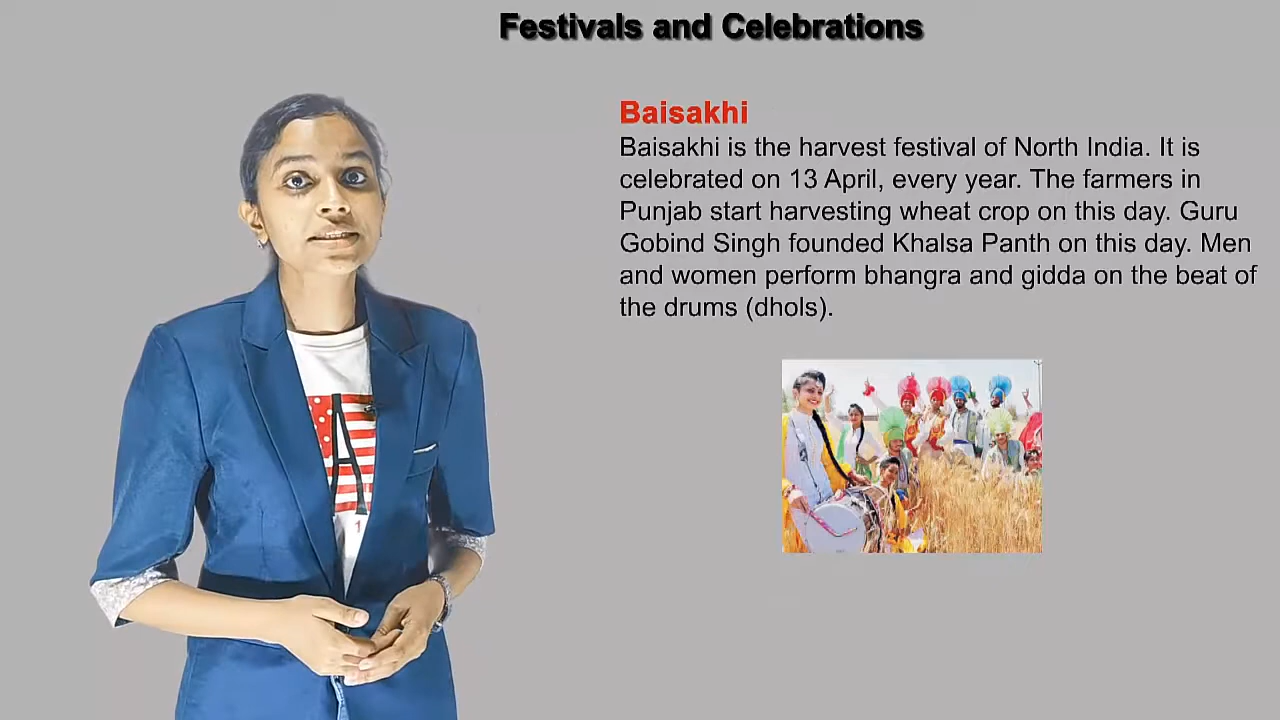 Festivals and Celebrations
Baisakhi
Baisakhi is the harvest festival of North India. It is
celebrated on 13 April, every year. The farmers in
Punjab start harvesting wheat crop on this day. Guru
Gobind Singh founded Khalsa Panth on this day. Men
and women perform bhangra and gidda on the beat of
the drums (dhols).
A
1